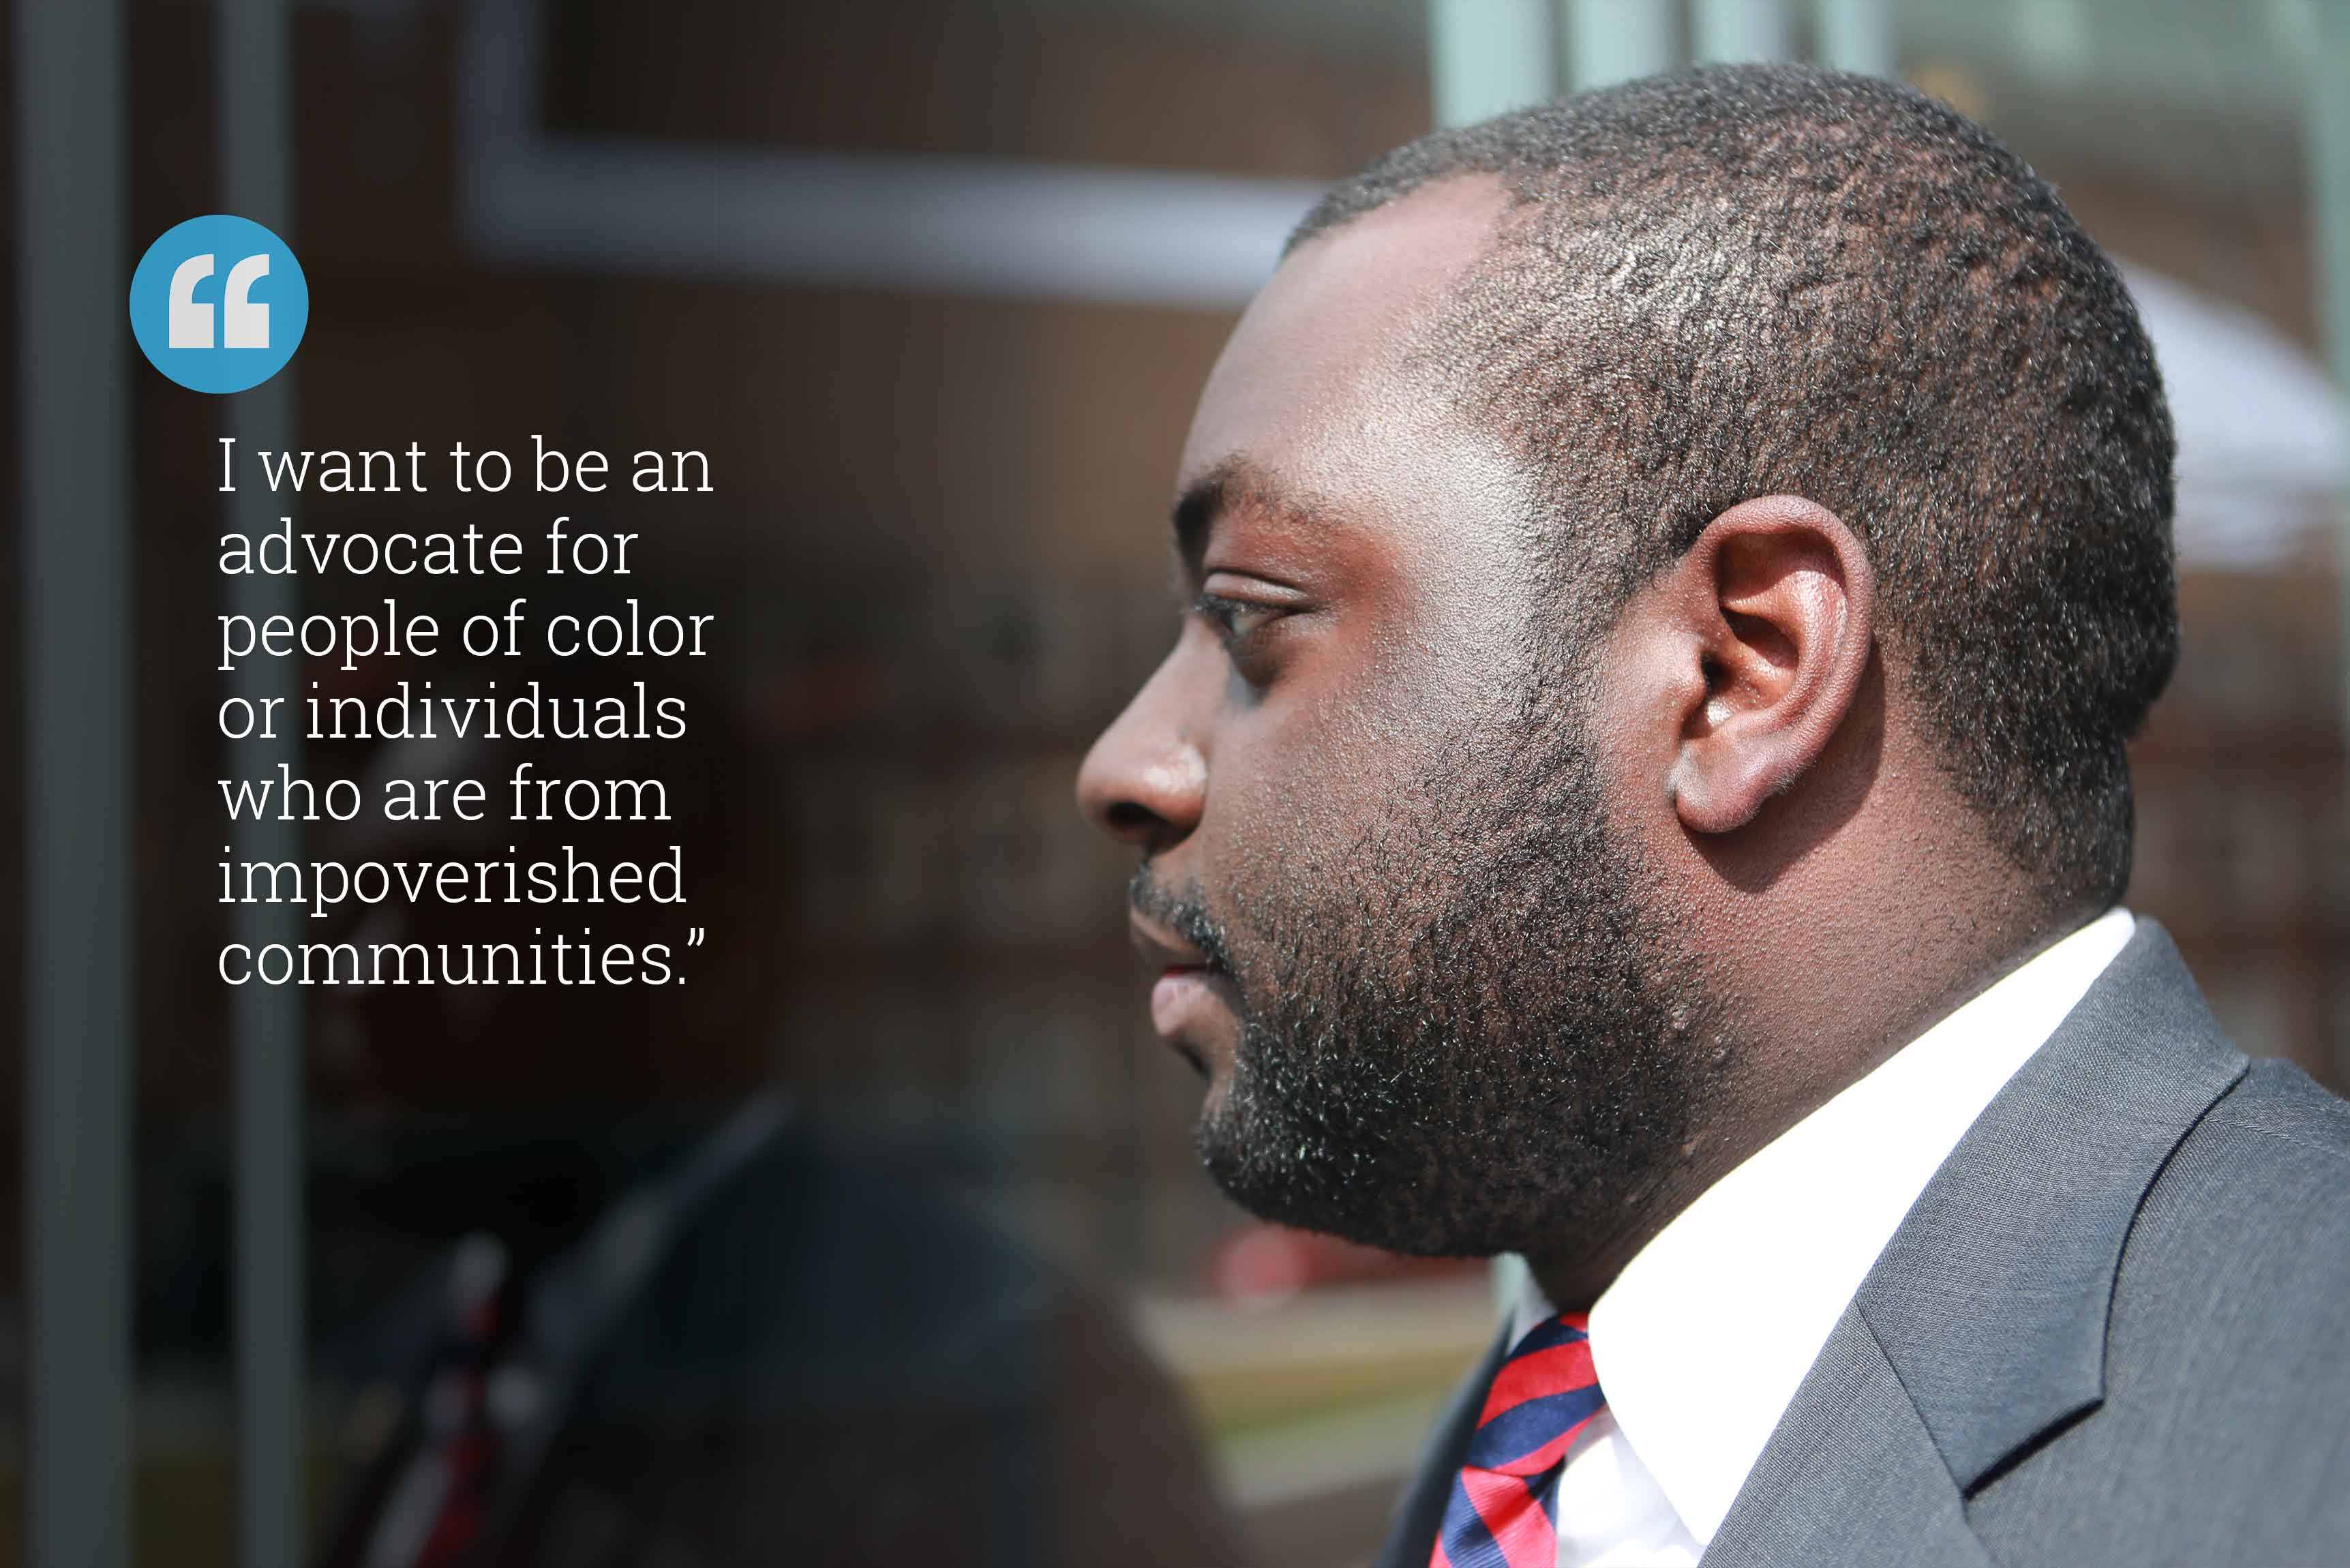 “
I want to be an
advocate for
people of color
or individuals
who are from
impoverished
communities.”